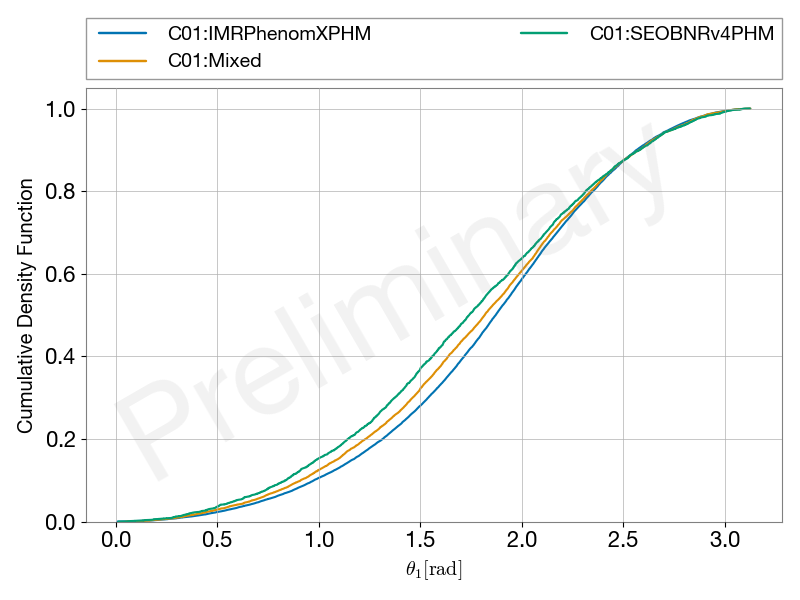 C01:IMRPhenomXPHM
C01:Mixed
C01:SEOBNRv4PHM
1.0
0.8
0.6
0.4
0.2
0.0
Cumulative Density Function
Preliminary
0.0 0.5 1.0 1.5 2.0 2.5 3.0
θ₁[rad]